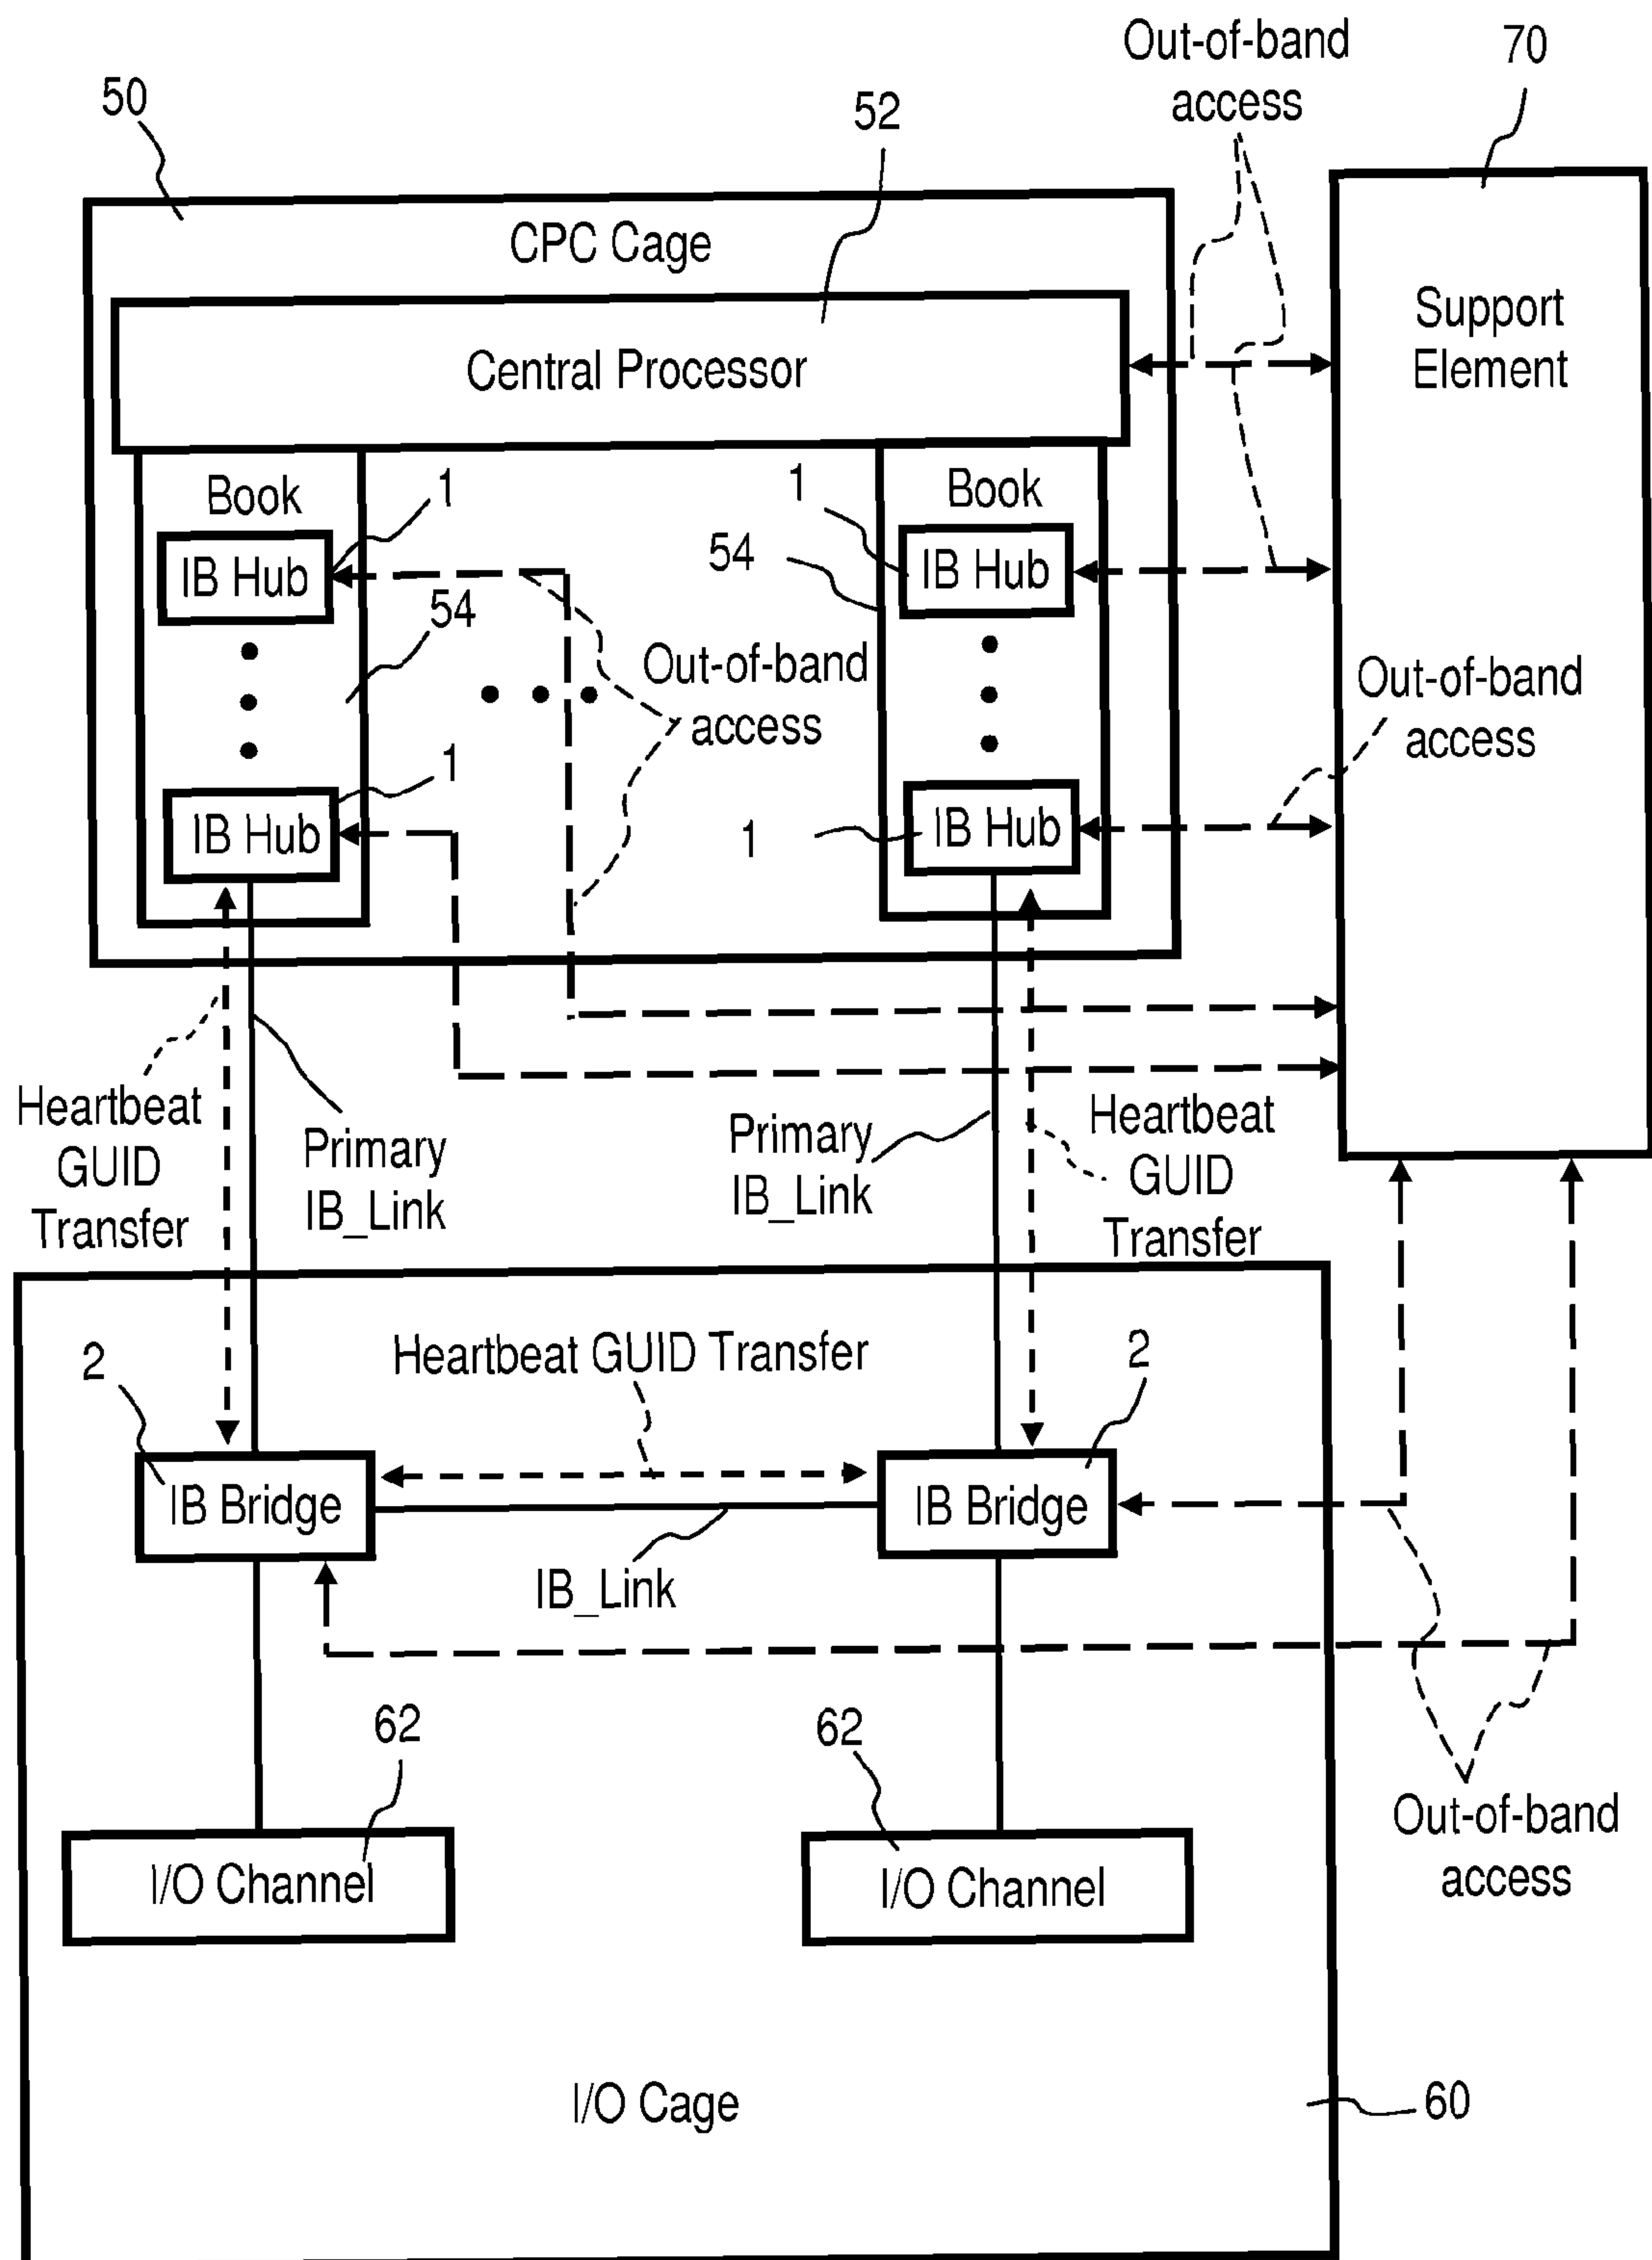 Out-of-band
access
70
50
52
CPC Cage
Support
Element
Central Processor
Book
1
1
Book
IB Hub
54
IB Hub
54
Out-of-band
access
Out-of-band
access
1
IB Hub
1
IB Hub
Heartbeat
GUID
Transfer
Primary
IB_Link
Primary
IB_Link
Heartbeat
GUID
Transfer
2
Heartbeat GUID Transfer
2
IB Bridge
IB Bridge
IB_Link
62
62
Out-of-band
access
I/O Channel
I/O Channel
I/O Cage
60